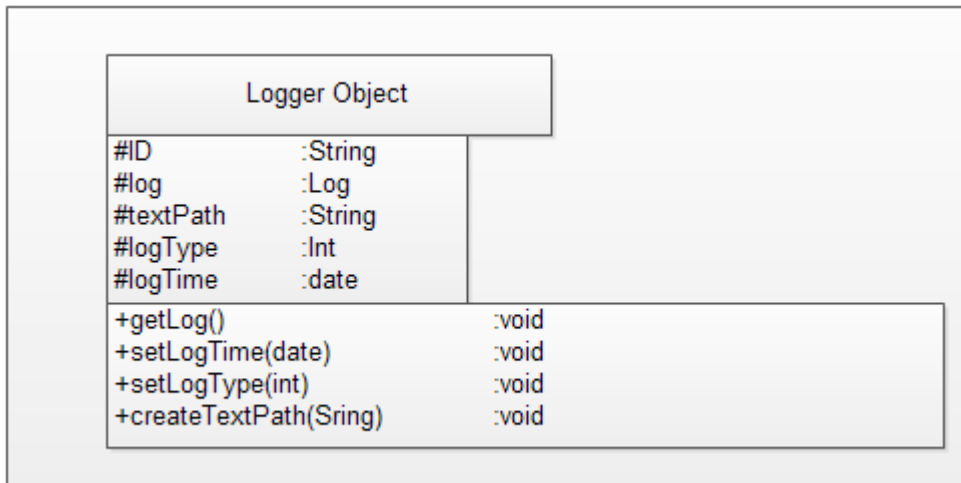 Logger Object
#ID :String
#log :Log
#textPath :String
#logType :Int
#logTime :date
+getLog() :void
+setLogTime(date) :void
+setLogType(int) :void
+createTextPath(Sring) :void